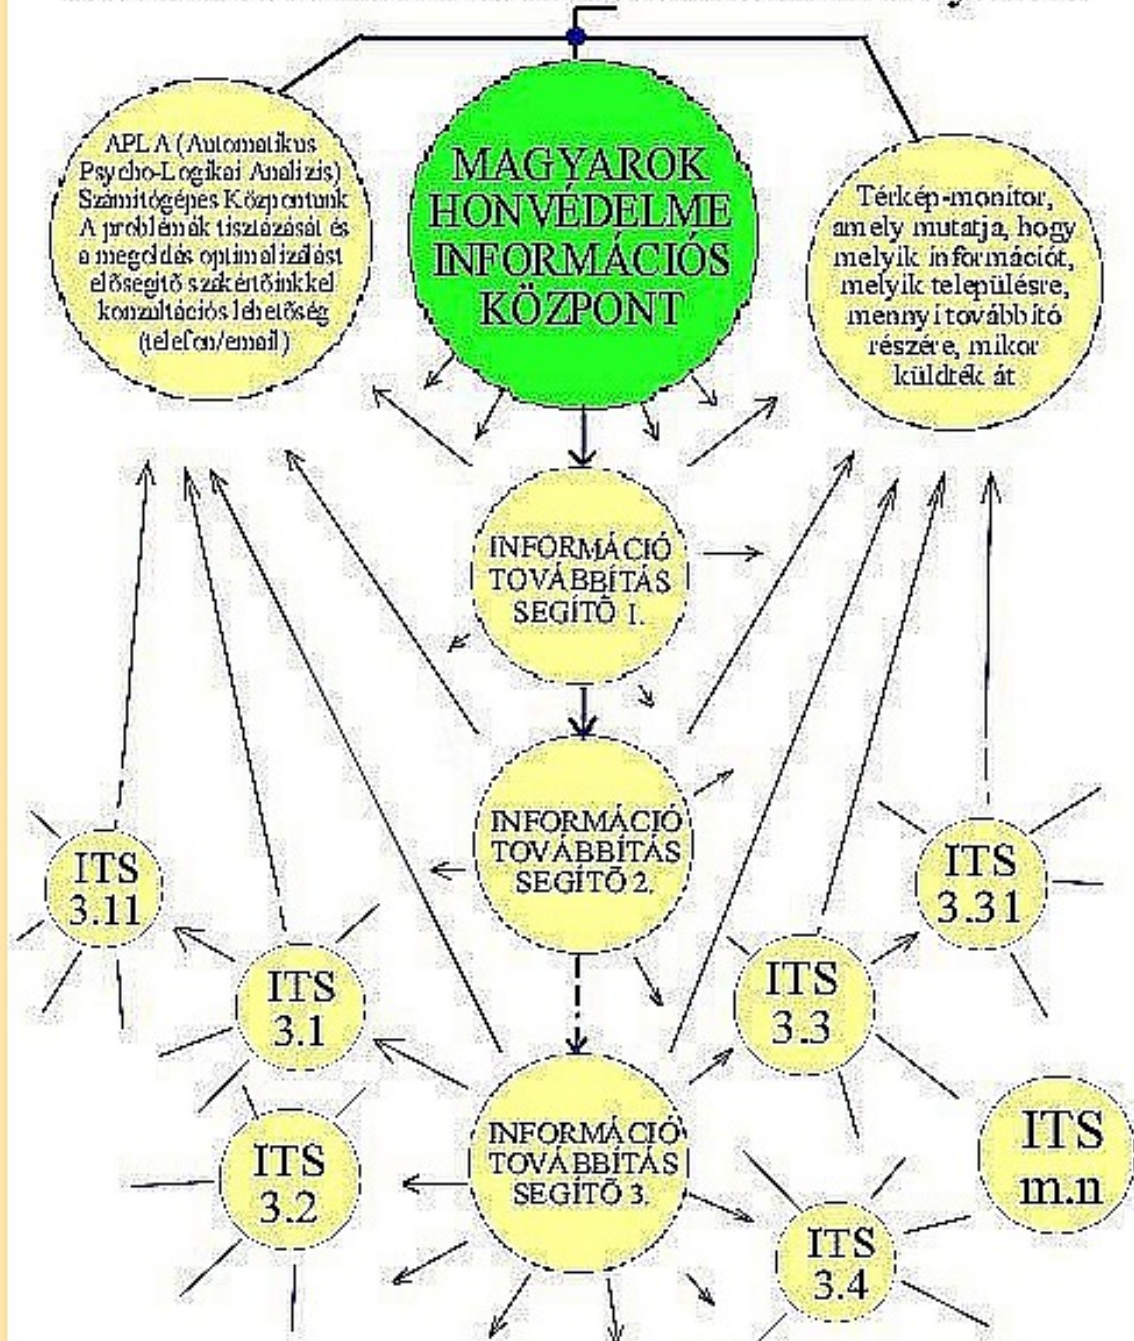 APLA (Automatikus
Psycho-Logikai Analizis)
Számítógépes Központunk
A problémák tisztázását és
a megoldás optimalizálást
elősegítő szakértőinkkel
konzultációs lehetőség
(telefon/email)
MAGYAROK
HONVÉDELME
INFORMÁCIÓS
KÖZPONT
Térkép-monitor,
amely mutatja, hogy
melyik információt,
melyik településre,
mennyi továbbító
részére, mikor
küldték át
INFORMÁCIÓ
TOVÁBBÍTÁS
SEGÍTŐ 1.
INFORMÁCIÓ
TOVÁBBÍTÁS
SEGÍTŐ 2.
ITS
3.11
ITS
3.31
ITS
3.1
ITS
3.3
INFORMÁCIÓ
TOVÁBBÍTÁS
SEGÍTŐ 3.
ITS
3.2
ITS
m.n
ITS
3.4